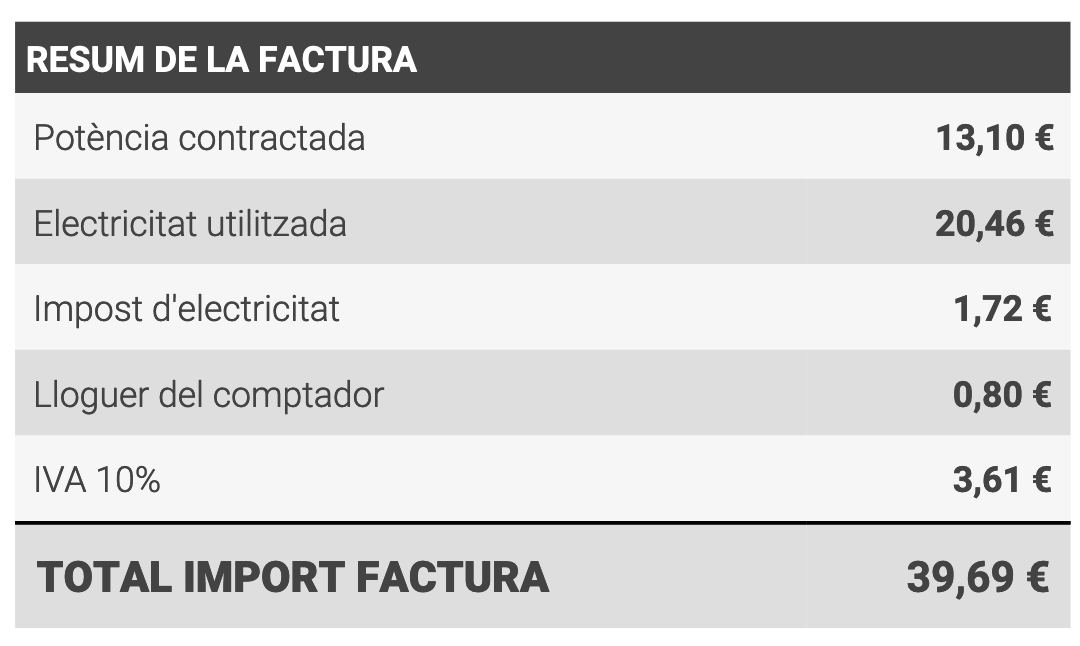 RESUM DE LA FACTURA
Potència contractada 13,10 €
Electricitat utilitzada 20,46 €
Impost d'electricitat 1,72 €
Lloguer del comptador 0,80 €
IVA 10% 3,61 €
TOTAL IMPORT FACTURA 39,69 €